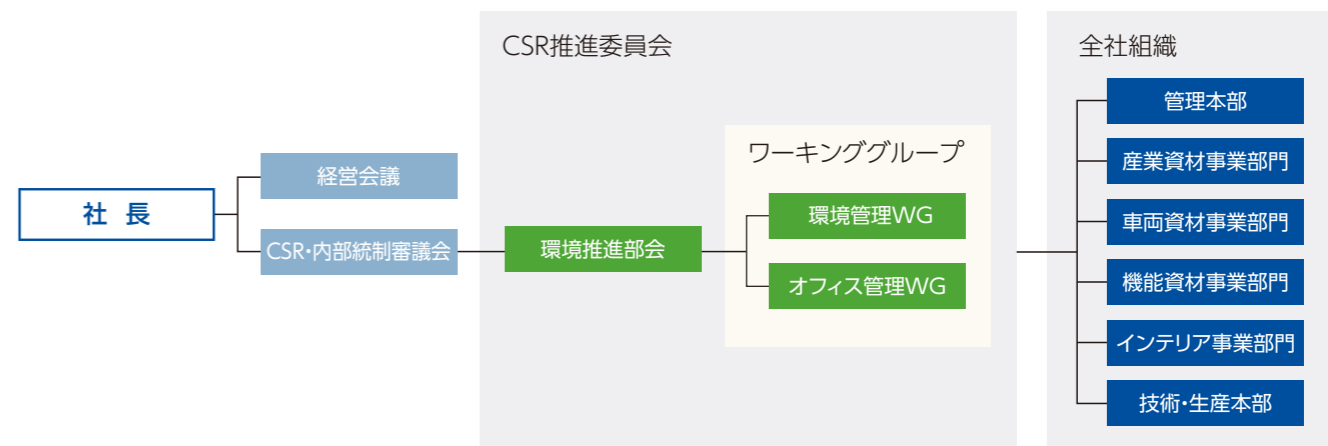 CSR推進委員会
全社組織
社 長
経営会議
CSR・内部統制審議会
環境推進部会
ワーキンググループ
環境管理WG
オフィス管理WG
管理本部
産業資材事業部門
車両資材事業部門
機能資材事業部門
インテリア事業部門
技術・生産本部